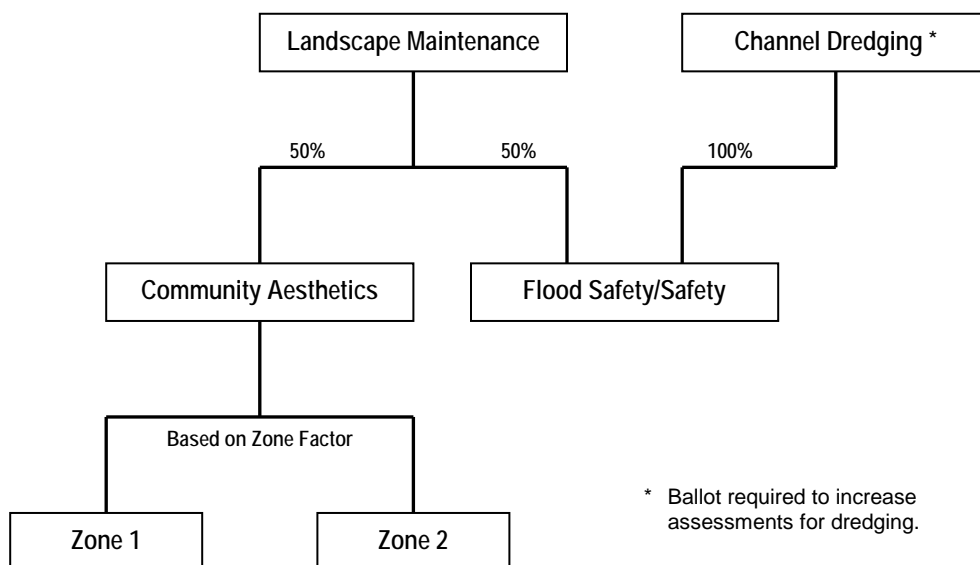 Landscape Maintenance
Channel Dredging *
50%
50%
100%
Community Aesthetics
Flood Safety/Safety
Based on Zone Factor
* Ballot required to increase
assessments for dredging.
Zone 1
Zone 2